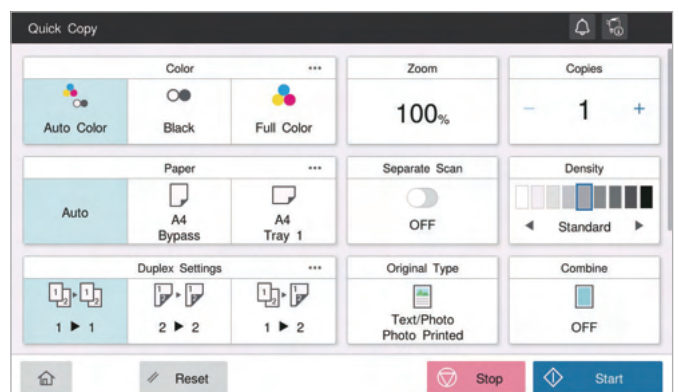 Quick Copy
Color
Zoom
Copies
Auto Color
Black
Full Color
100%
1
Paper
Separate Scan
Density
Auto
A4
Bypass
A4
Tray 1
OFF
Standard
Duplex Settings
Original Type
Combine
1 ▶ 1
2 ▶ 2
1 ▶ 2
Text/Photo
Photo Printed
OFF
Reset
Stop
Start